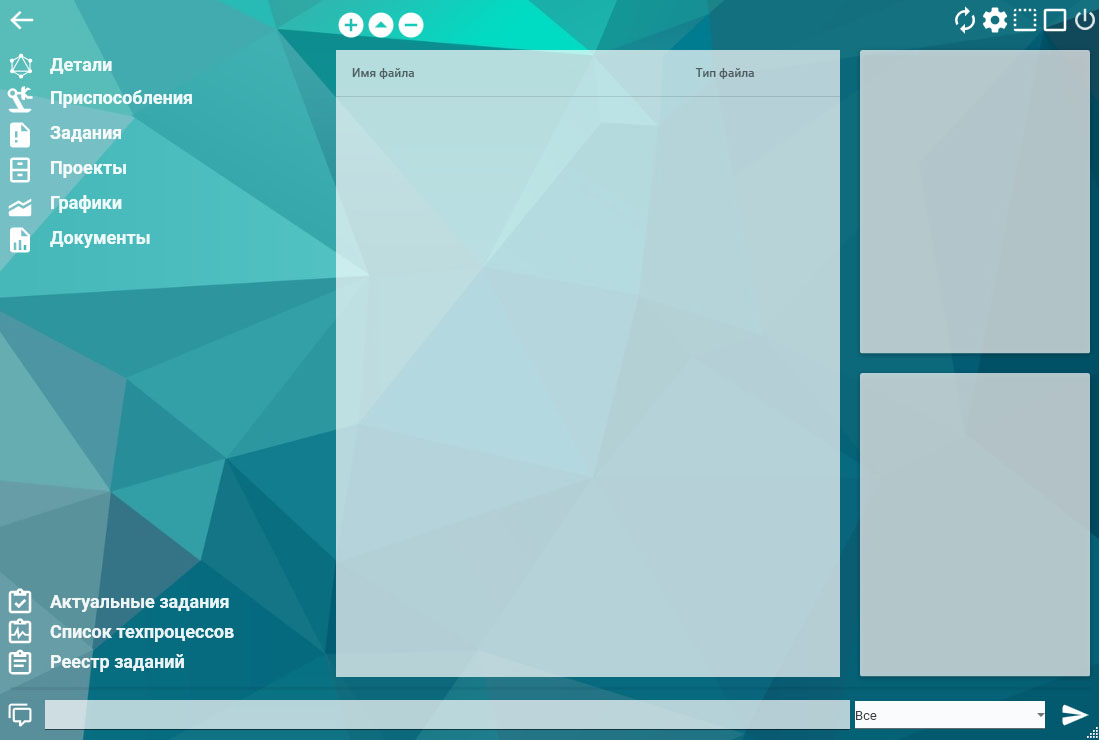 Имя файла
Тип файла
Детали
Приспособления
Задания
Проекты
Графики
Документы
Актуальные задания
Список техпроцессов
Реестр заданий
Все